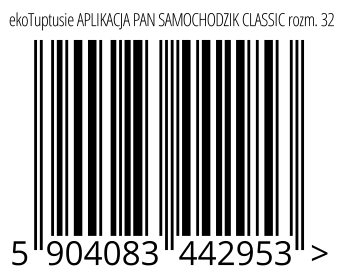 ekoTuptusie APLIKACJA PAN SAMOCHODZIK CLASSIC rozm. 32
5 904083 442953 >